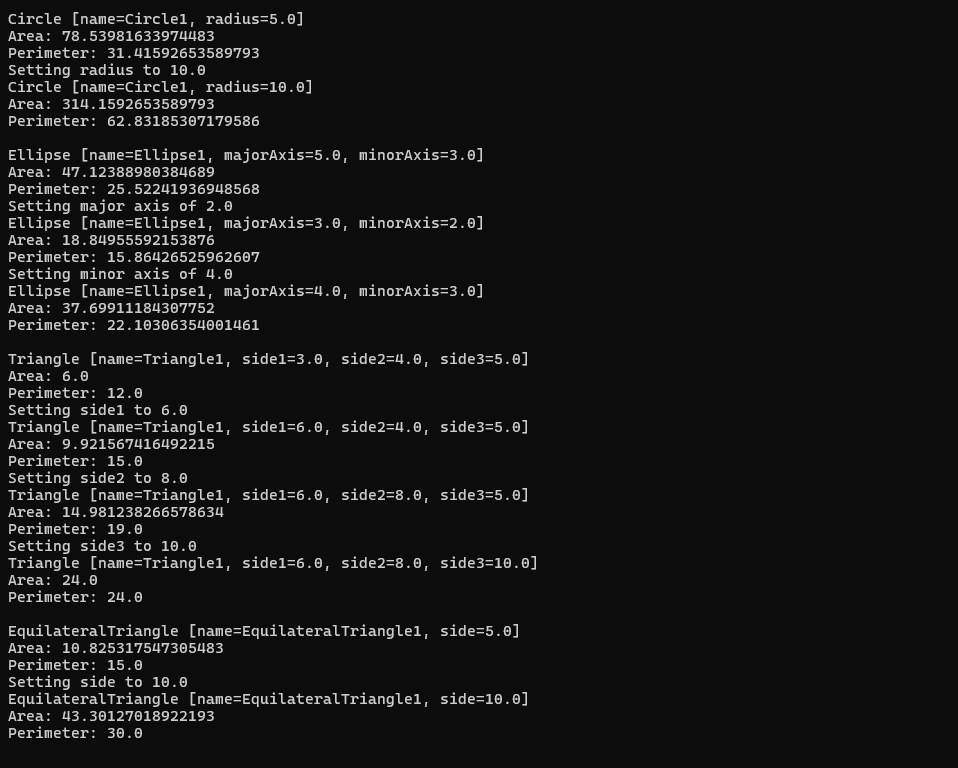 Circle [name=Circle1, radius=5.0]
Area: 78.53981633974483
Perimeter: 31.41592653589793
Setting radius to 10.0
Circle [name=Circle1, radius=10.0]
Area: 314.1592653589793
Perimeter: 62.83185307179586

Ellipse [name=Ellipse1, majorAxis=5.0, minorAxis=3.0]
Area: 47.12388980384689
Perimeter: 25.52241936948568
Setting major axis of 2.0
Ellipse [name=Ellipse1, majorAxis=3.0, minorAxis=2.0]
Area: 18.84955592153876
Perimeter: 15.86426525962607
Setting minor axis of 4.0
Ellipse [name=Ellipse1, majorAxis=4.0, minorAxis=3.0]
Area: 37.69911184307752
Perimeter: 22.10306354001461

Triangle [name=Triangle1, side1=3.0, side2=4.0, side3=5.0]
Area: 6.0
Perimeter: 12.0
Setting side1 to 6.0
Triangle [name=Triangle1, side1=6.0, side2=4.0, side3=5.0]
Area: 9.921567416492215
Perimeter: 15.0
Setting side2 to 8.0
Triangle [name=Triangle1, side1=6.0, side2=8.0, side3=5.0]
Area: 14.981238266578634
Perimeter: 19.0
Setting side3 to 10.0
Triangle [name=Triangle1, side1=6.0, side2=8.0, side3=10.0]
Area: 24.0
Perimeter: 24.0

EquilateralTriangle [name=EquilateralTriangle1, side=5.0]
Area: 10.825317547305483
Perimeter: 15.0
Setting side to 10.0
EquilateralTriangle [name=EquilateralTriangle1, side=10.0]
Area: 43.30127018922193
Perimeter: 30.0